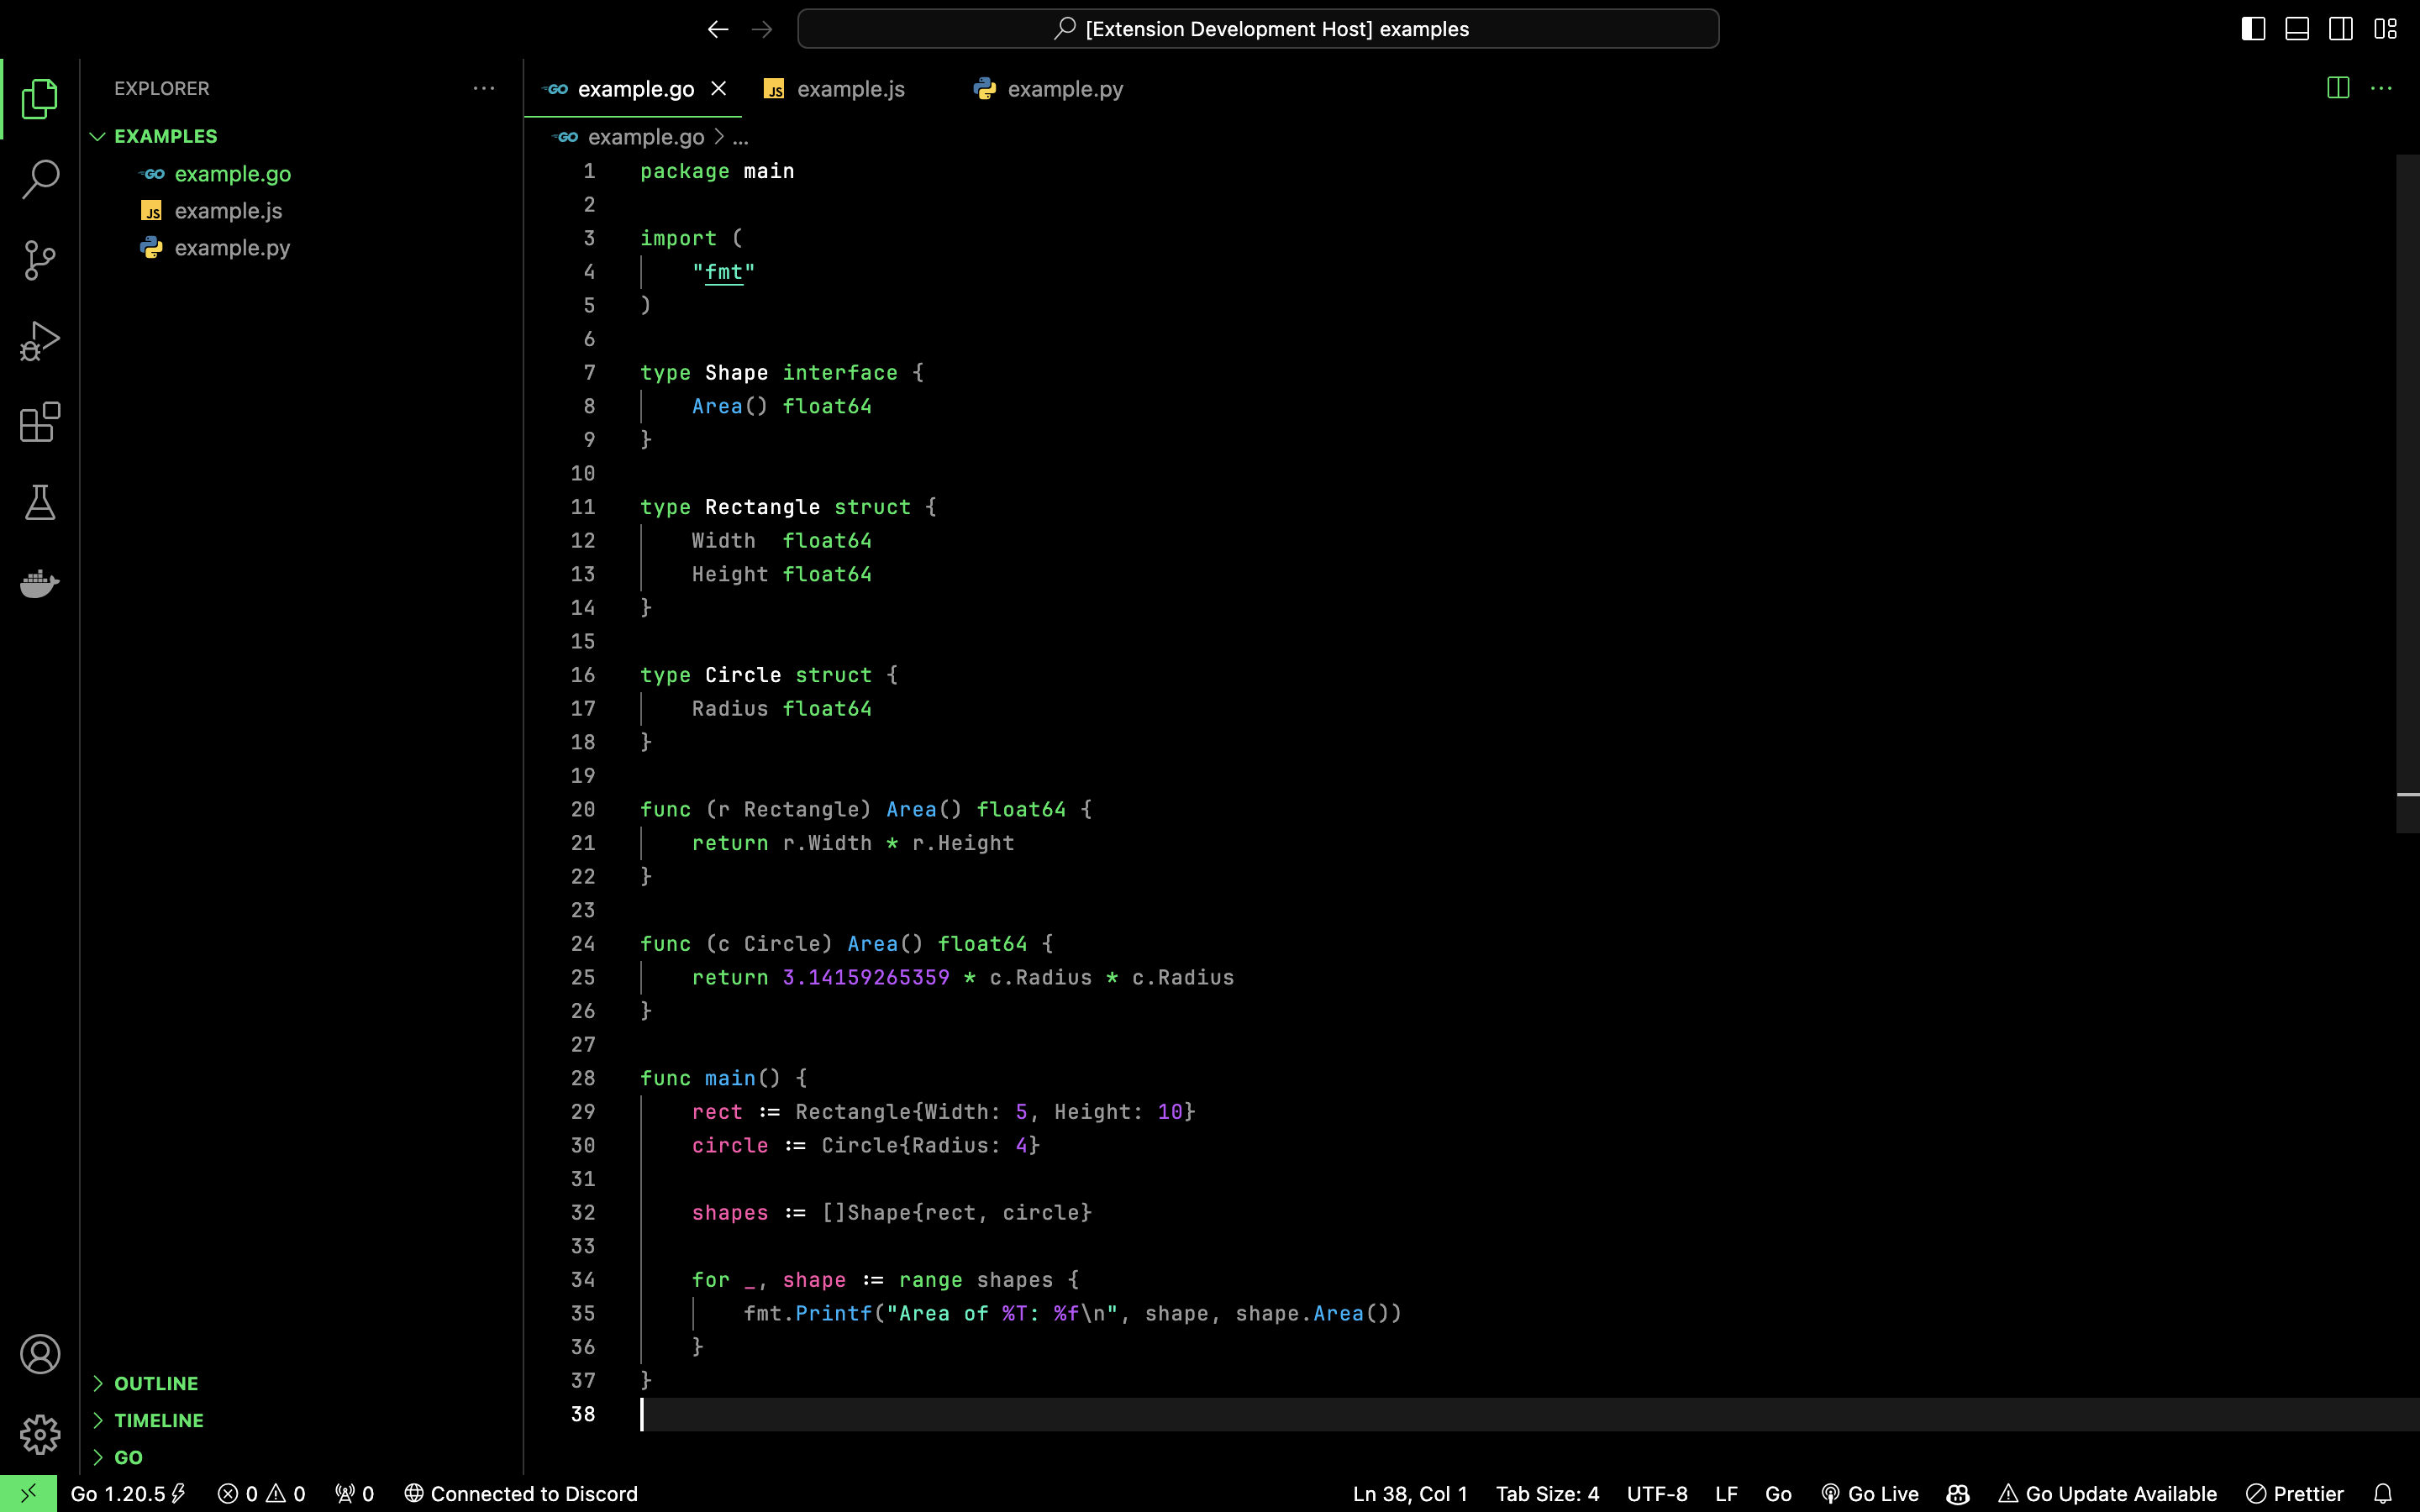 [Extension Development Host] examples
EXPLORER
EXAMPLES
GO example.go
JS example.js
example.py
OUTLINE
TIMELINE
GO
GO example.go
JS example.js
example.py
GO example.go > ...
1 package main
2
3 import (
4     "fmt"
5 )
6
7 type Shape interface {
8     Area() float64
9 }
10
11 type Rectangle struct {
12     Width  float64
13     Height float64
14 }
15
16 type Circle struct {
17     Radius float64
18 }
19
20 func (r Rectangle) Area() float64 {
21     return r.Width * r.Height
22 }
23
24 func (c Circle) Area() float64 {
25     return 3.14159265359 * c.Radius * c.Radius
26 }
27
28 func main() {
29     rect := Rectangle{Width: 5, Height: 10}
30     circle := Circle{Radius: 4}
31
32     shapes := []Shape{rect, circle}
33
34     for _, shape := range shapes {
35         fmt.Printf("Area of %T: %f\n", shape, shape.Area())
36     }
37 }
38
Go 1.20.5 0 0 0 Connected to Discord Ln 38, Col 1 Tab Size: 4 UTF-8 LF Go Go Live Go Update Available Prettier